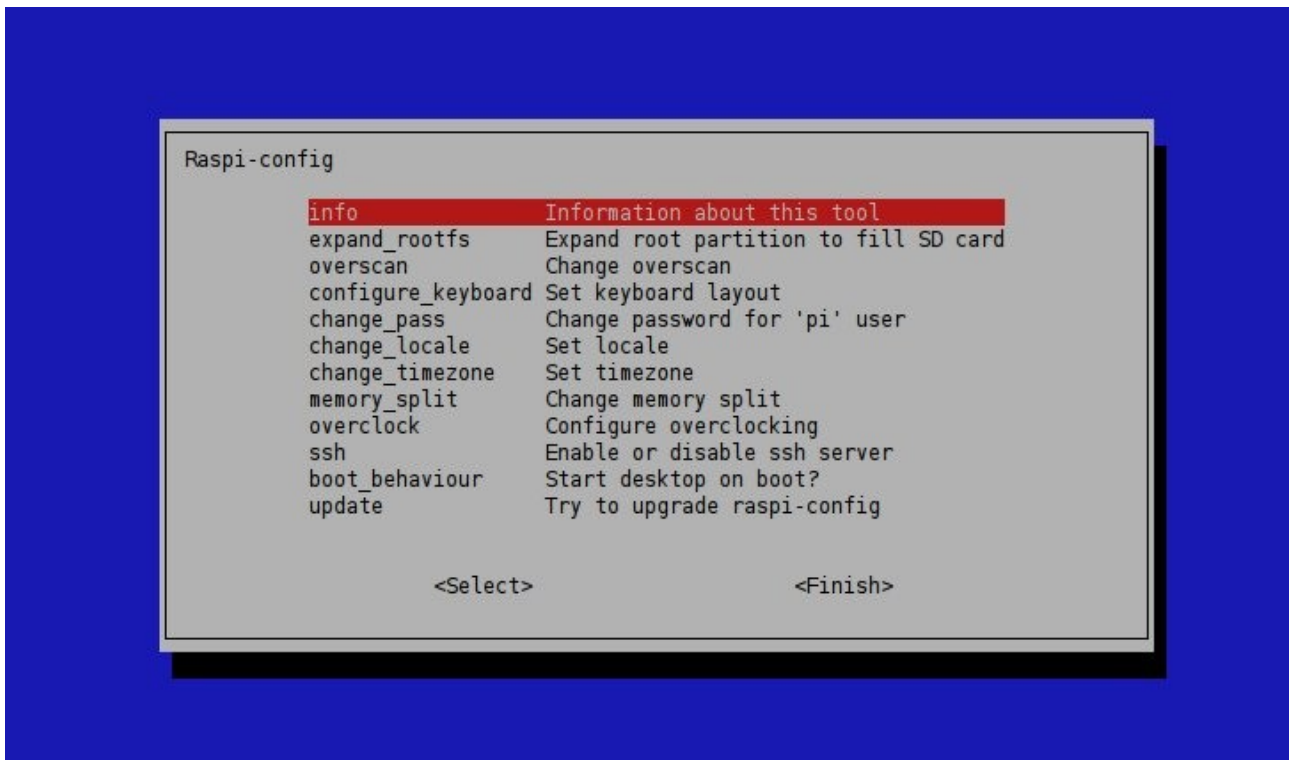 Raspi-config
info Information about this tool
expand_rootfs Expand root partition to fill SD card
overscan Change overscan
configure_keyboard Set keyboard layout
change_pass Change password for 'pi' user
change_locale Set locale
change_timezone Set timezone
memory_split Change memory split
overclock Configure overclocking
ssh Enable or disable ssh server
boot_behaviour Start desktop on boot?
update Try to upgrade raspi-config
<Select> <Finish>